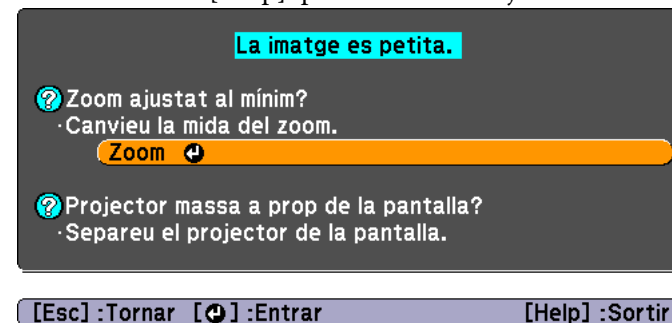 La imatge es petita.
Zoom ajustat al mínim?
·Canvieu la mida del zoom.
Zoom
Projector massa a prop de la pantalla?
·Separeu el projector de la pantalla.
[Esc] :Tornar [ ] :Entrar [Help] :Sortir